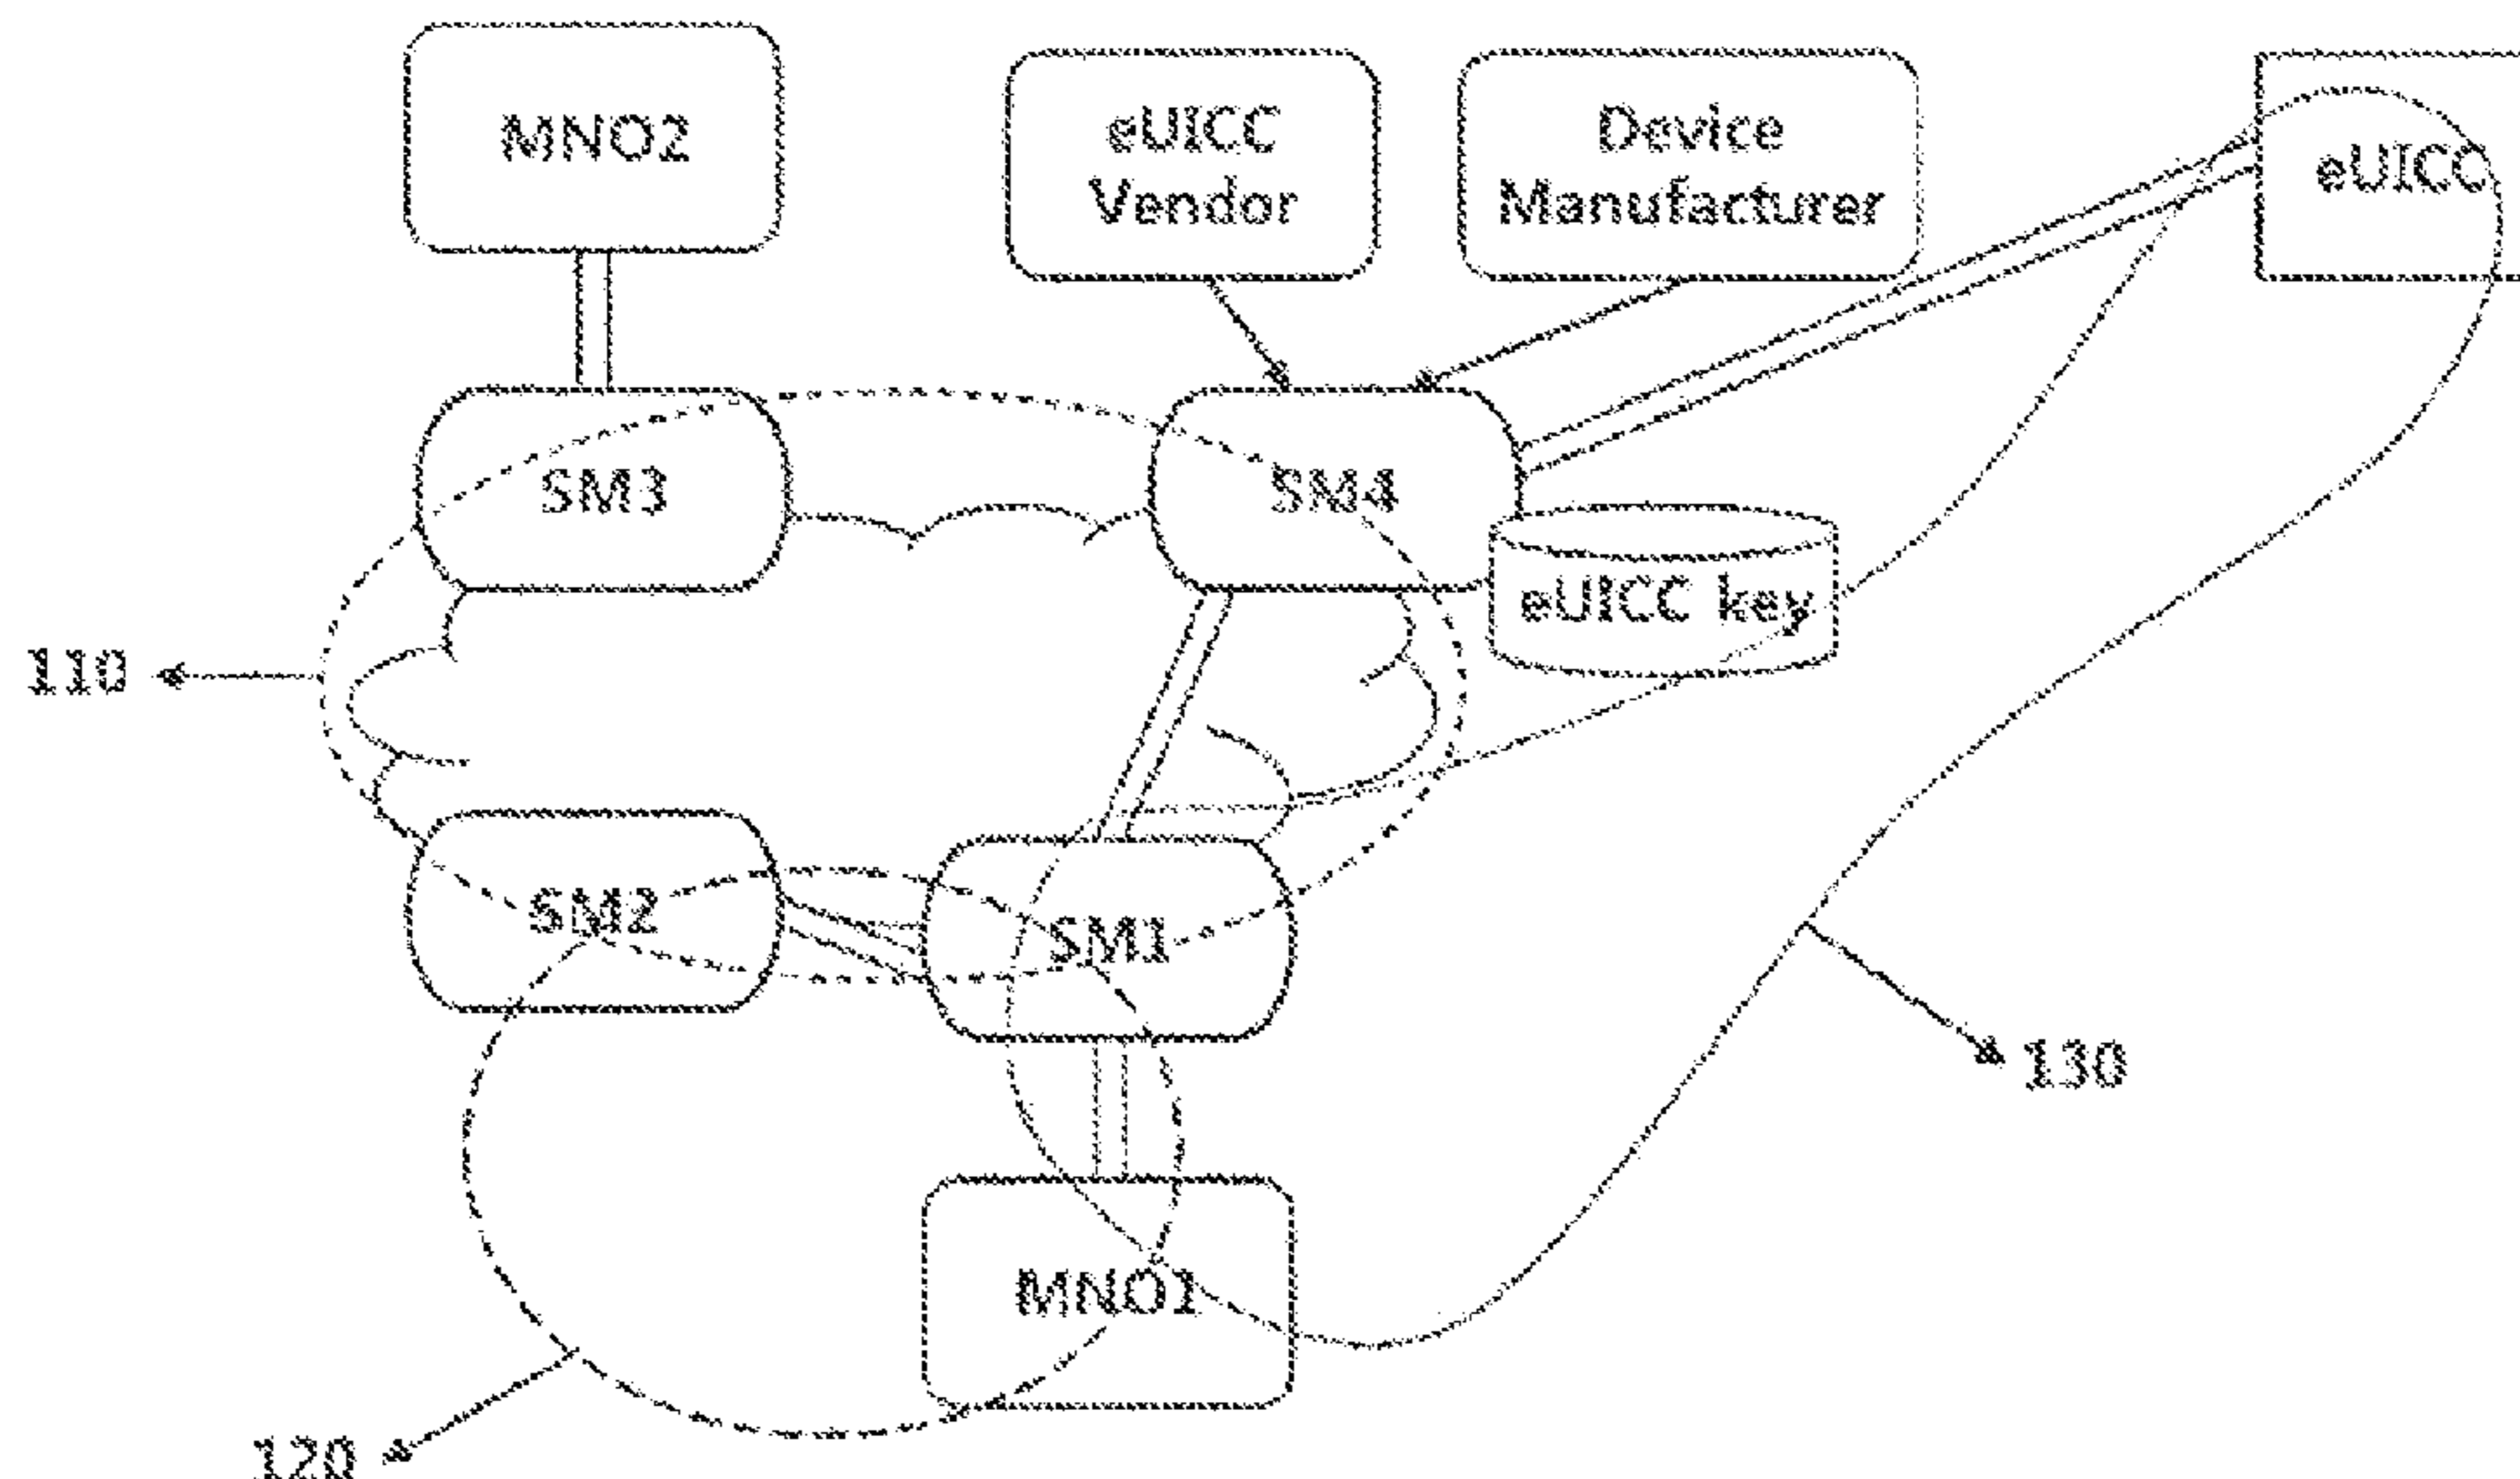 MNO2
eUICC
Vendor
Device
Manufacturer
eUICC
SM3
SM4
eUICC key
110
SM2
SM1
130
MNO1
120